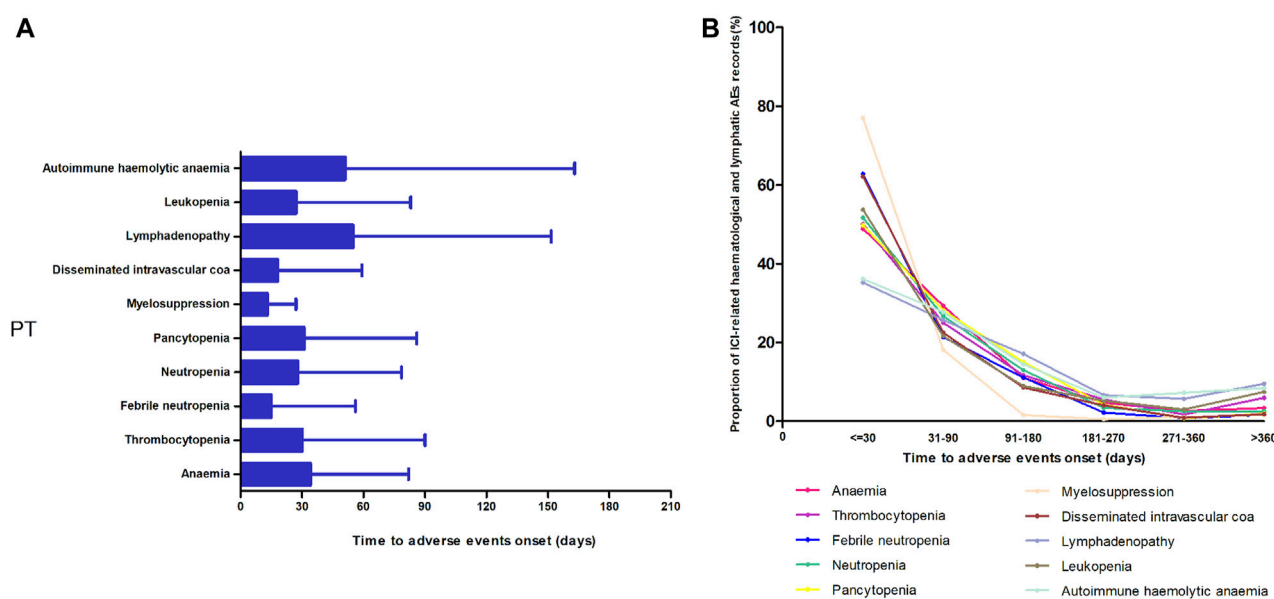 A
PT
Autoimmune haemolytic anaemia
Leukopenia
Lymphadenopathy
Disseminated intravascular coa
Myelosuppression
Pancytopenia
Neutropenia
Febrile neutropenia
Thrombocytopenia
Anaemia
0 30 60 90 120 150 180 210
Time to adverse events onset (days)
B
Proportion of ICI-related haematological and lymphatic AEs records(%)
100
80
60
40
20
0
0 <=30 31-90 91-180 181-270 271-360 >360
Time to adverse events onset (days)
Anaemia
Thrombocytopenia
Febrile neutropenia
Neutropenia
Pancytopenia
Myelosuppression
Disseminated intravascular coa
Lymphadenopathy
Leukopenia
Autoimmune haemolytic anaemia